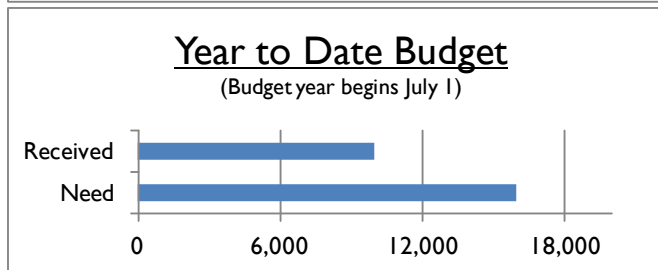 Year to Date Budget
(Budget year begins July 1)
Received
Need
0 6,000 12,000 18,000